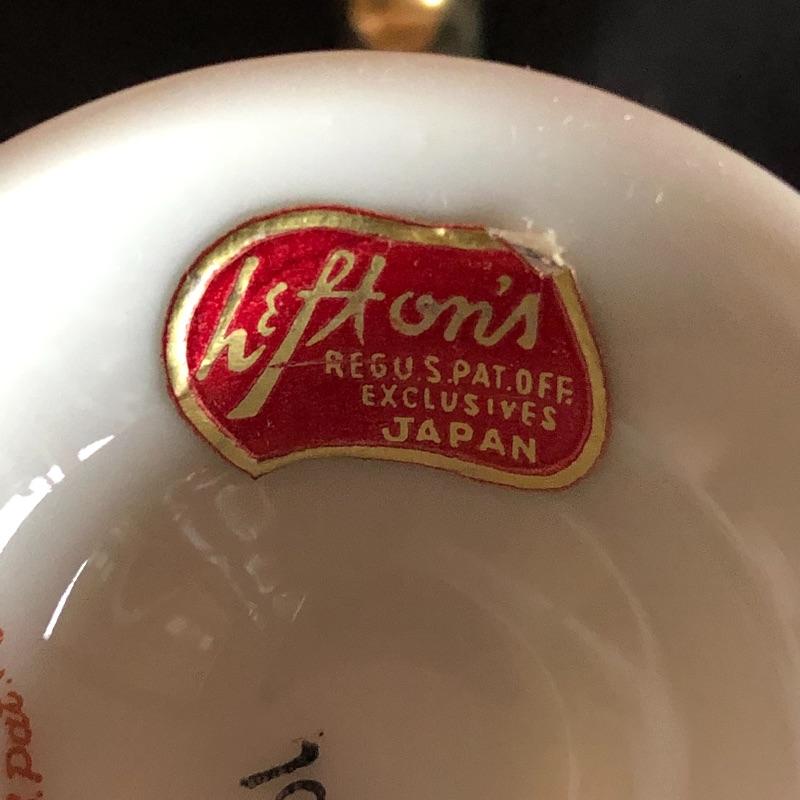 Lefton's
REG.U.S.PAT.OFF.
EXCLUSIVES
JAPAN